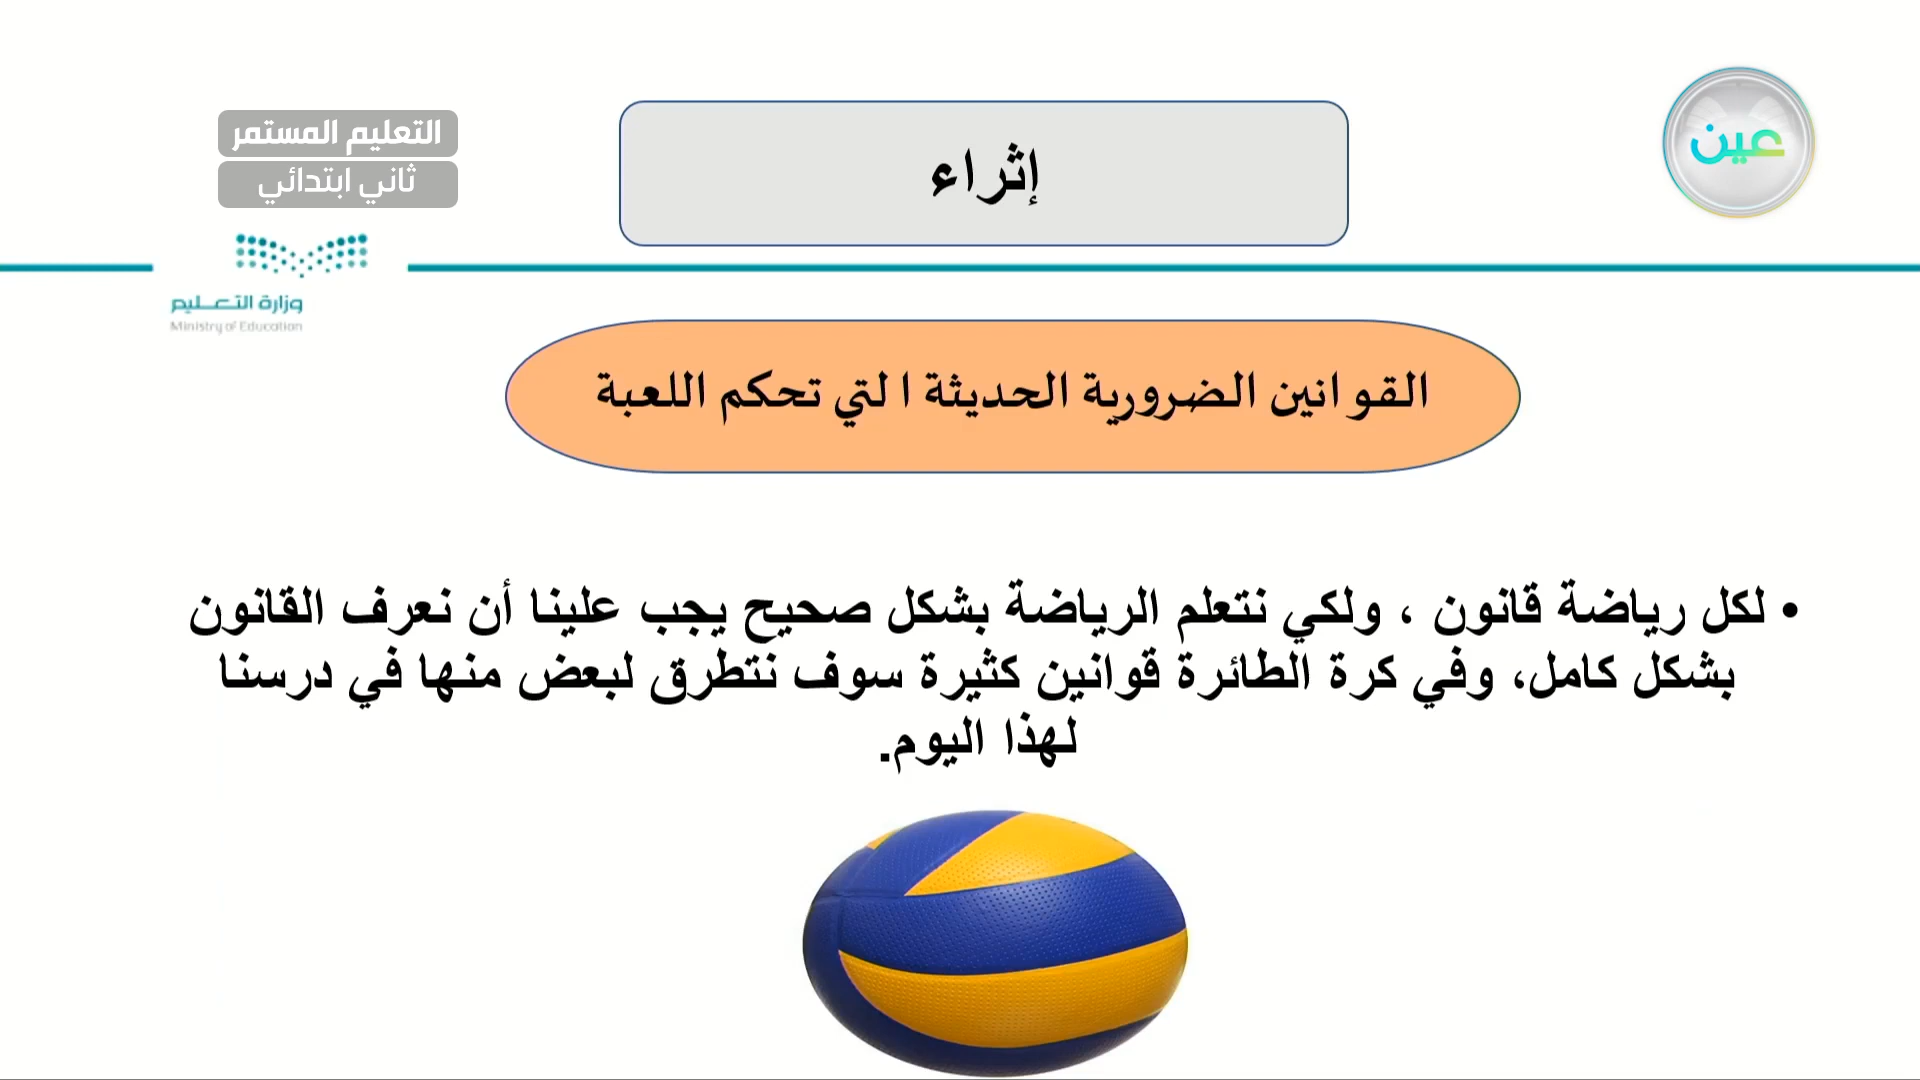 عين
إثراء
التعليم المستمر
ثاني ابتدائي
وزارة التعـليم
Ministry of Education
القوانين الضرورية الحديثة التي تحكم اللعبة
• لكل رياضة قانون ، ولكي نتعلم الرياضة بشكل صحيح يجب علينا أن نعرف القانون
بشكل كامل، وفي كرة الطائرة قوانين كثيرة سوف نتطرق لبعض منها في درسنا
لهذا اليوم.